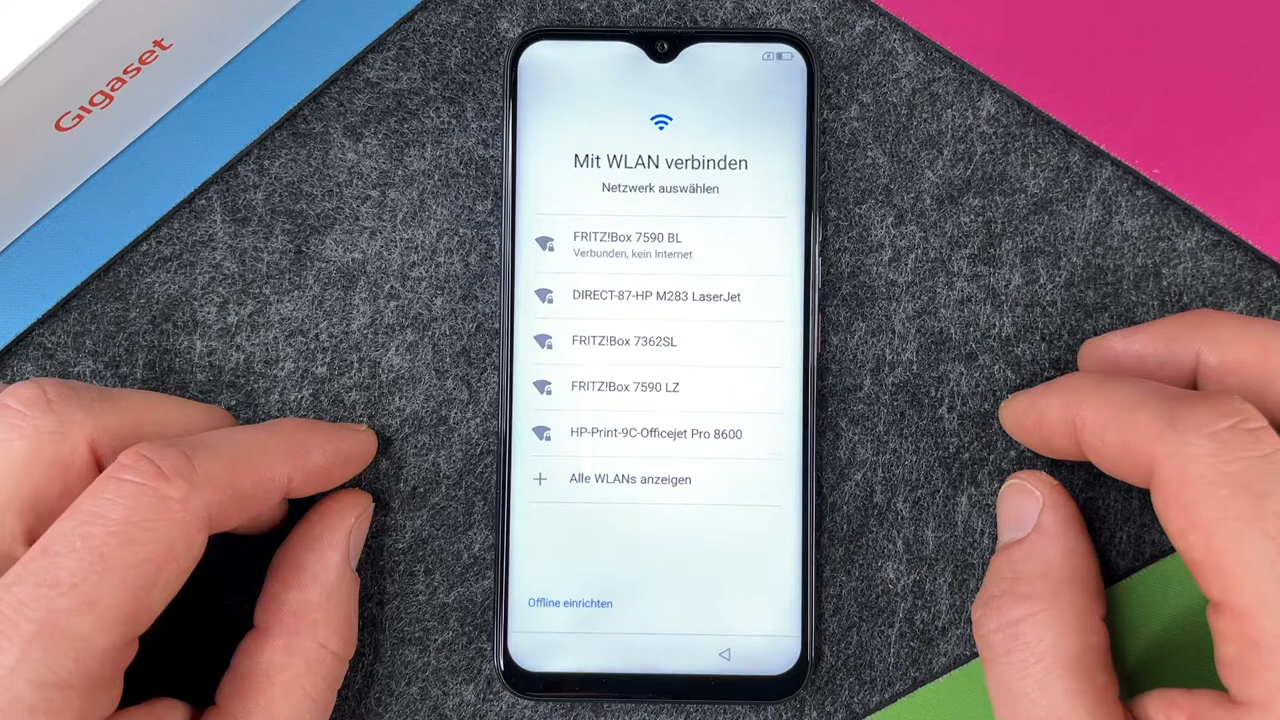 Gigaset
Mit WLAN verbinden
Netzwerk auswählen
FRITZ!Box 7590 BL
Verbunden, kein Internet
DIRECT-87-HP M283 LaserJet
FRITZ!Box 7362SL
FRITZ!Box 7590 LZ
HP-Print-9C-Officejet Pro 8600
Alle WLANs anzeigen
Offline einrichten